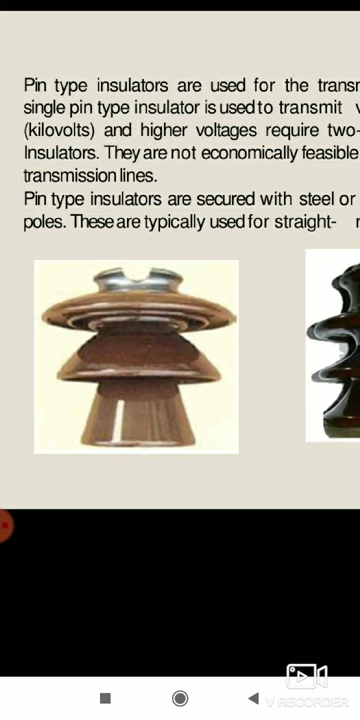 Pin type insulators are used for the transr
single pin type insulator is used to transmit v
(kilovolts) and higher voltages require two-
Insulators. They are not economically feasible
transmission lines.
Pin type insulators are secured with steel or
poles. These are typically used for straight- r
V RECORDER